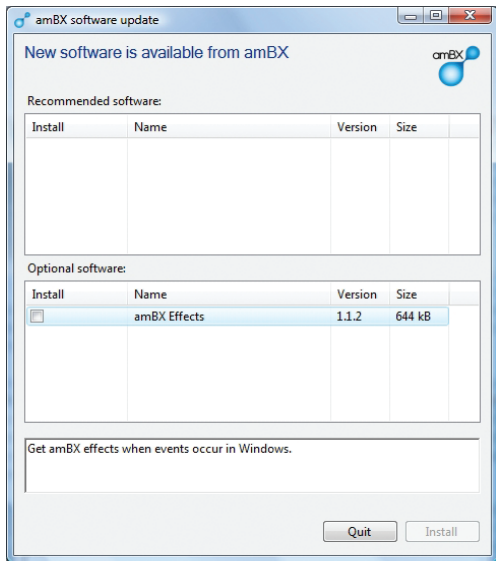 amBX software update
New software is available from amBX
amBX
Recommended software:
Install Name Version Size
Optional software:
Install Name Version Size
amBX Effects 1.1.2 644 kB
Get amBX effects when events occur in Windows.
Quit Install